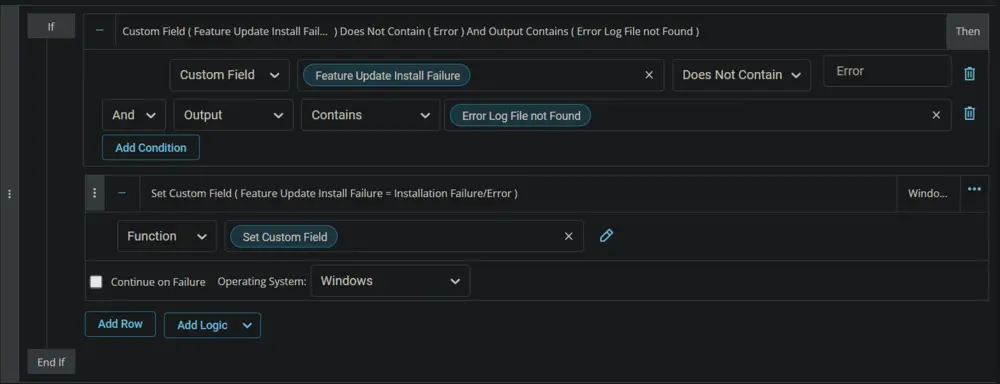 If
Custom Field ( Feature Update Install Fail... ) Does Not Contain ( Error ) And Output Contains ( Error Log File not Found )
Then
Custom Field Feature Update Install Failure Does Not Contain Error
And Output Contains Error Log File not Found
Add Condition
Set Custom Field ( Feature Update Install Failure = Installation Failure/Error ) Windo...
Function Set Custom Field
Continue on Failure Operating System: Windows
Add Row Add Logic
End If